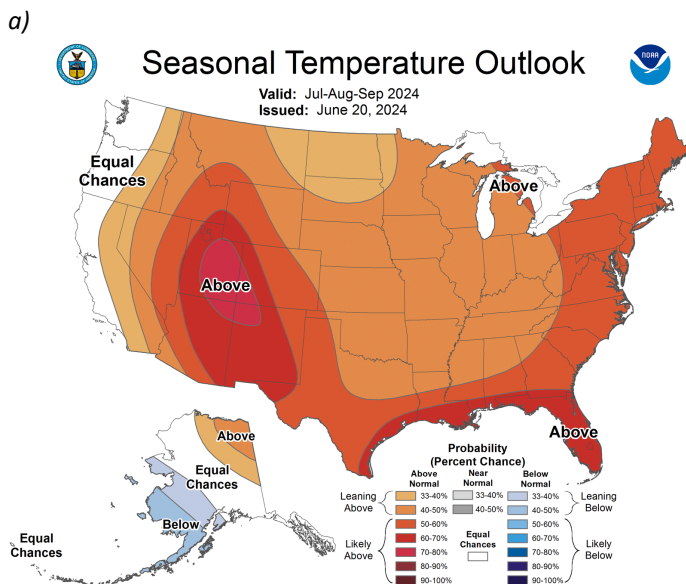 a)
NOAA
Seasonal Temperature Outlook
Valid: Jul-Aug-Sep 2024
Issued: June 20, 2024
Equal
Chances
Above
Above
Above
Above
Equal
Chances
Below
Equal
Chances
Probability
(Percent Chance)
Above
Normal
Near
Normal
Below
Normal
Leaning
Above
33-40%
40-50%
33-40%
40-50%
33-40%
40-50%
Leaning
Below
Likely
Above
50-60%
60-70%
70-80%
80-90%
90-100%
Equal
Chances
50-60%
60-70%
70-80%
80-90%
90-100%
Likely
Below